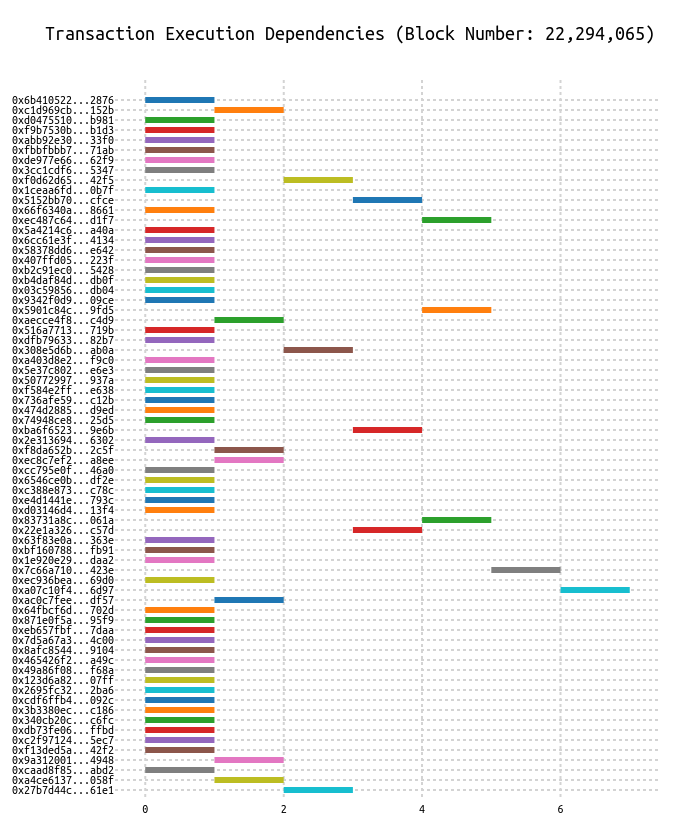 Transaction Execution Dependencies (Block Number: 22,294,065)
0x6b410522...2876
0xc1d969cb...152b
0xd0475510...b981
0xf9b7530b...b1d3
0xabb92e30...33f0
0xfbbfbbb7...71ab
0xde977e66...62f9
0x3cc1cdf6...5347
0xf0d62d65...42f5
0x1ceaa6fd...0b7f
0x5152bb70...cfce
0x66f6340a...8661
0xec487c64...d1f7
0x5a4214c6...a40a
0x6cc61e3f...4134
0x58378dd6...e642
0x407ffd05...223f
0xb2c91ec0...5428
0xb4daf84d...db0f
0x03c59856...db04
0x9342f0d9...09ce
0x5901c84c...9fd5
0xaecce4f8...c4d9
0x516a7713...719b
0xdfb79633...82b7
0x308e5d6b...ab0a
0xa403d8e2...f9c0
0x5e37c802...e6e3
0x50772997...937a
0xf584e2ff...e638
0x736afe59...c12b
0x474d2885...d9ed
0x74948ce8...25d5
0xba6f6523...9e6b
0x2e313694...6302
0xf8da652b...2c5f
0xec8c7ef2...a8ee
0xcc795e0f...46a0
0x6546ce0b...df2e
0xc388e873...c78c
0xe4d1441e...793c
0xd03146d4...13f4
0x83731a8c...061a
0x22e1a326...c57d
0x63f83e0a...363e
0xbf160788...fb91
0x1e920e29...daa2
0x7c66a710...423e
0xec936bea...69d0
0xa07c10f4...6d97
0xac0c7fee...df57
0x64fbcf6d...702d
0x871e0f5a...95f9
0xeb657fbf...7daa
0x7d5a67a3...4c00
0x8afc8544...9104
0x465426f2...a49c
0x49a86f08...f68a
0x123d6a82...07ff
0x2695fc32...2ba6
0xcdf6ffb4...092c
0x3b3380ec...c186
0x340cb20c...c6fc
0xdb73fe06...ffbd
0xc2f97124...5ec7
0xf13ded5a...42f2
0x9a312001...4948
0xcaad8f85...abd2
0xa4ce6137...058f
0x27b7d44c...61e1
0 2 4 6